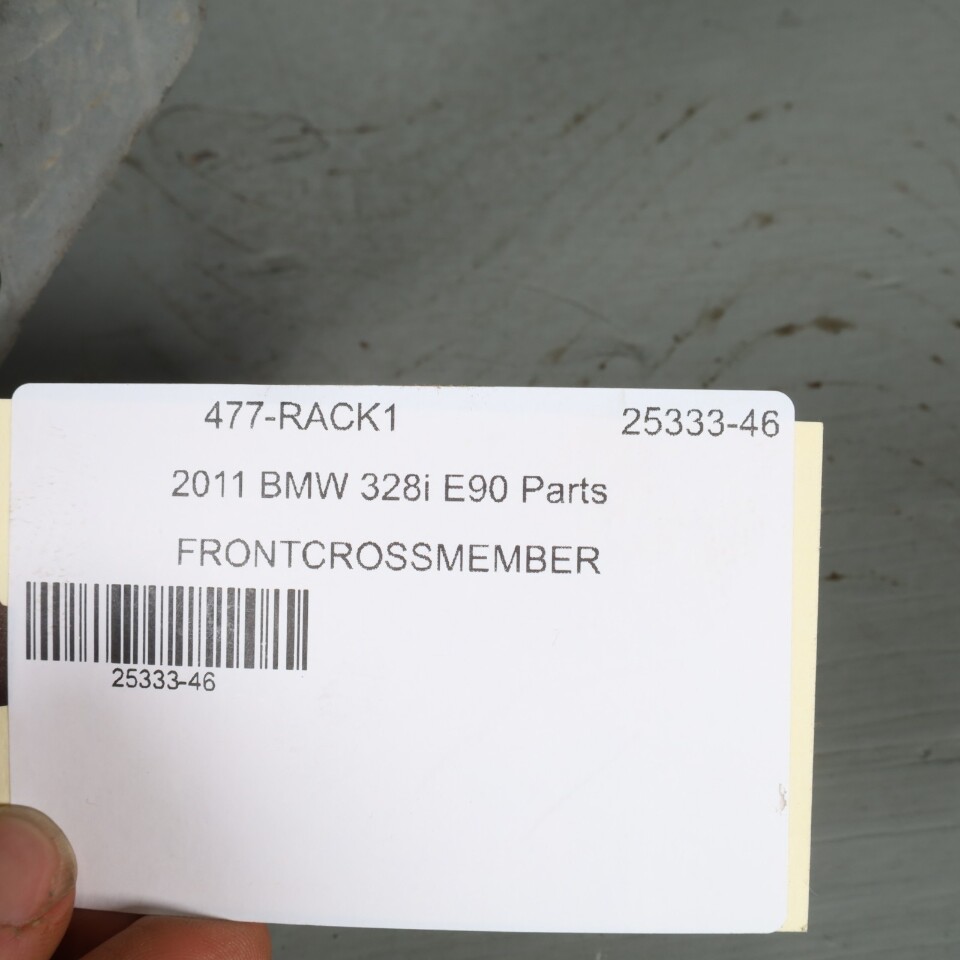 477-RACK1 25333-46
2011 BMW 328i E90 Parts
FRONTCROSSMEMBER
25333-46